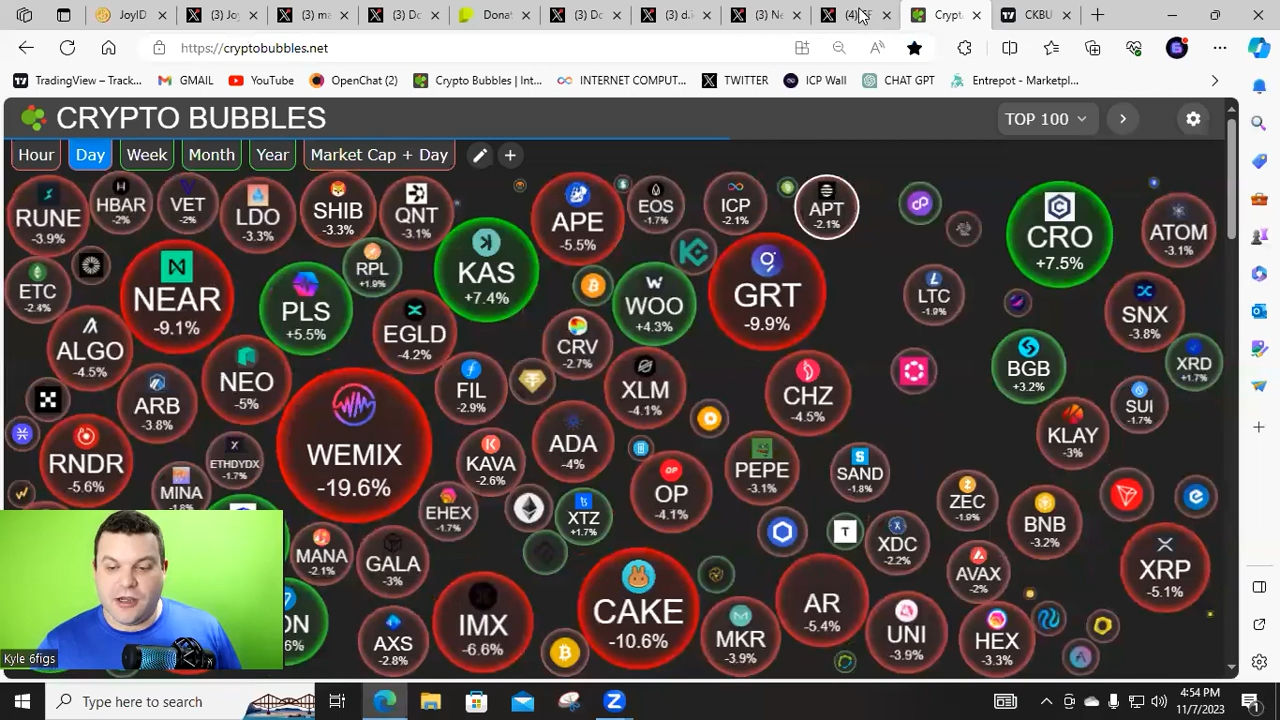 JoyID
(3) Joy
(3) ma
(3) Do
Donat
(3) Do
(3) d.i
(3) Ne
(4)
Crypt
CKBU
https://cryptobubbles.net
TradingView – Track...
GMAIL
YouTube
OpenChat (2)
Crypto Bubbles | Int...
INTERNET COMPUT...
TWITTER
ICP Wall
CHAT GPT
Entrepot - Marketpl...
CRYPTO BUBBLES
TOP 100
Hour
Day
Week
Month
Year
Market Cap + Day
RUNE
-3.9%
HBAR
-2%
VET
-2%
LDO
-3.3%
SHIB
-3.3%
QNT
-3.1%
APE
-5.5%
EOS
-1.7%
ICP
-2.1%
APT
-2.1%
CRO
+7.5%
ATOM
-3.1%
ETC
-2.4%
NEAR
-9.1%
PLS
+5.5%
RPL
+1.9%
KAS
+7.4%
WOO
+4.3%
GRT
-9.9%
LTC
-1.9%
SNX
-3.8%
ALGO
-4.5%
EGLD
-4.2%
CRV
-2.7%
BGB
+3.2%
XRD
+1.7%
ARB
-3.8%
NEO
-5%
FIL
-2.9%
XLM
-4.1%
CHZ
-4.5%
SUI
-1.7%
RNDR
-5.6%
ETHDYDX
-1.7%
WEMIX
-19.6%
KAVA
-2.6%
ADA
-4%
PEPE
-3.1%
SAND
-1.8%
KLAY
-3%
MINA
-1.8%
EHEX
-1.7%
XTZ
+1.7%
OP
-4.1%
T
XDC
-2.2%
ZEC
-1.9%
BNB
-3.2%
MANA
-2.1%
GALA
-3%
AVAX
-2%
XRP
-5.1%
AXS
-2.8%
IMX
-6.6%
CAKE
-10.6%
MKR
-3.9%
AR
-5.4%
UNI
-3.9%
HEX
-3.3%
Kyle 6figs
Type here to search
4:54 PM
11/7/2023